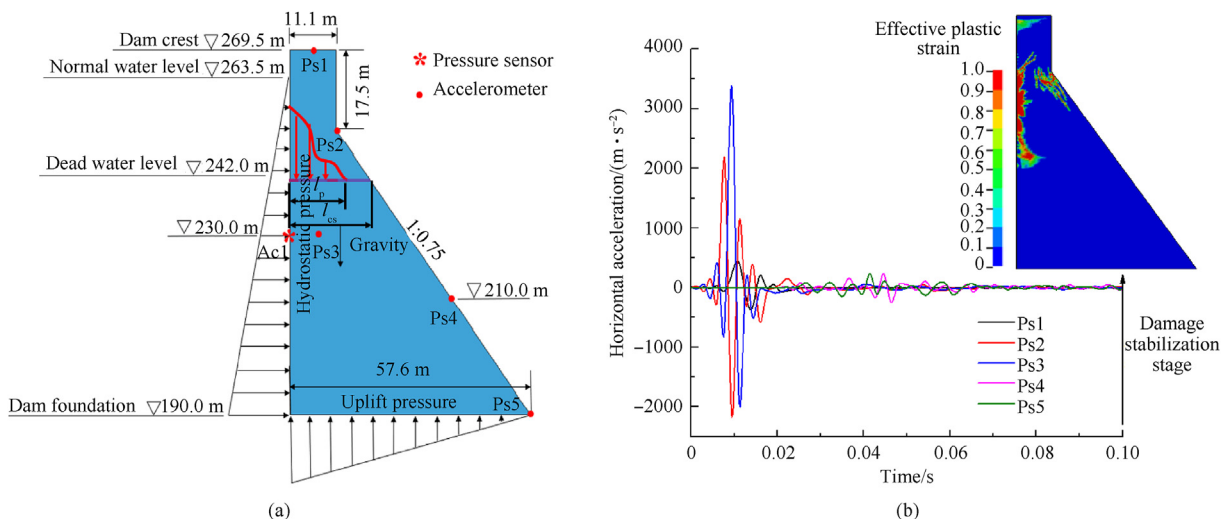 11.1 m
Dam crest ▽ 269.5 m
Normal water level ▽ 263.5 m
Ps1
Pressure sensor
Accelerometer
17.5 m
Ps2
Dead water level ▽ 242.0 m
l_p
l_cs
Hydrostatic pressure
▽ 230.0 m
Ac1
Ps3
Gravity
1:0.75
▽ 210.0 m
Ps4
57.6 m
Dam foundation ▽190.0 m
Uplift pressure
Ps5
(a)
Horizontal acceleration/(m · s⁻²)
4000
3000
2000
1000
0
−1000
−2000
0
0.02
0.04
0.06
0.08
0.10
Time/s
Effective plastic
strain
1.0
0.9
0.8
0.7
0.6
0.5
0.4
0.3
0.2
0.1
0
Ps1
Ps2
Ps3
Ps4
Ps5
Damage
stabilization
stage
(b)